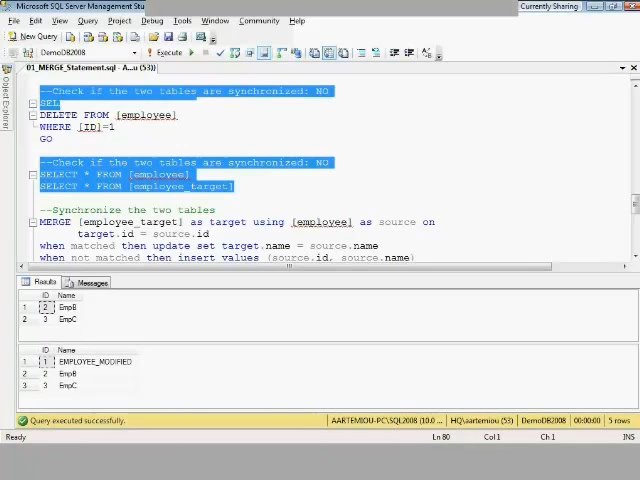 Microsoft SQL Server Management Stu
Currently Sharing
File Edit View Query Project Debug Tools Window Community Help
New Query
DemoDB2008 Execute
01_MERGE_Statement.sql - A...u (53))
Object Explorer
--Check if the two tables are synchronized: NO
SEL
DELETE FROM [employee]
WHERE [ID]=1
GO
--Check if the two tables are synchronized: NO
SELECT * FROM [employee]
SELECT * FROM [employee_target]
--Synchronize the two tables
MERGE [employee_target] as target using [employee] as source on
target.id = source.id
when matched then update set target.name = source.name
when not matched then insert values (source.id, source.name)
Results Messages
ID Name
1 2 EmpB
2 3 EmpC
ID Name
1 1 EMPLOYEE_MODIFIED
2 2 EmpB
3 3 EmpC
Query executed successfully. AARTEMIOU-PC\SQL2008 (10.0 ... HQ\aartemiou (53) DemoDB2008 00:00:00 5 rows
Ready Ln 80 Col 1 Ch 1 INS